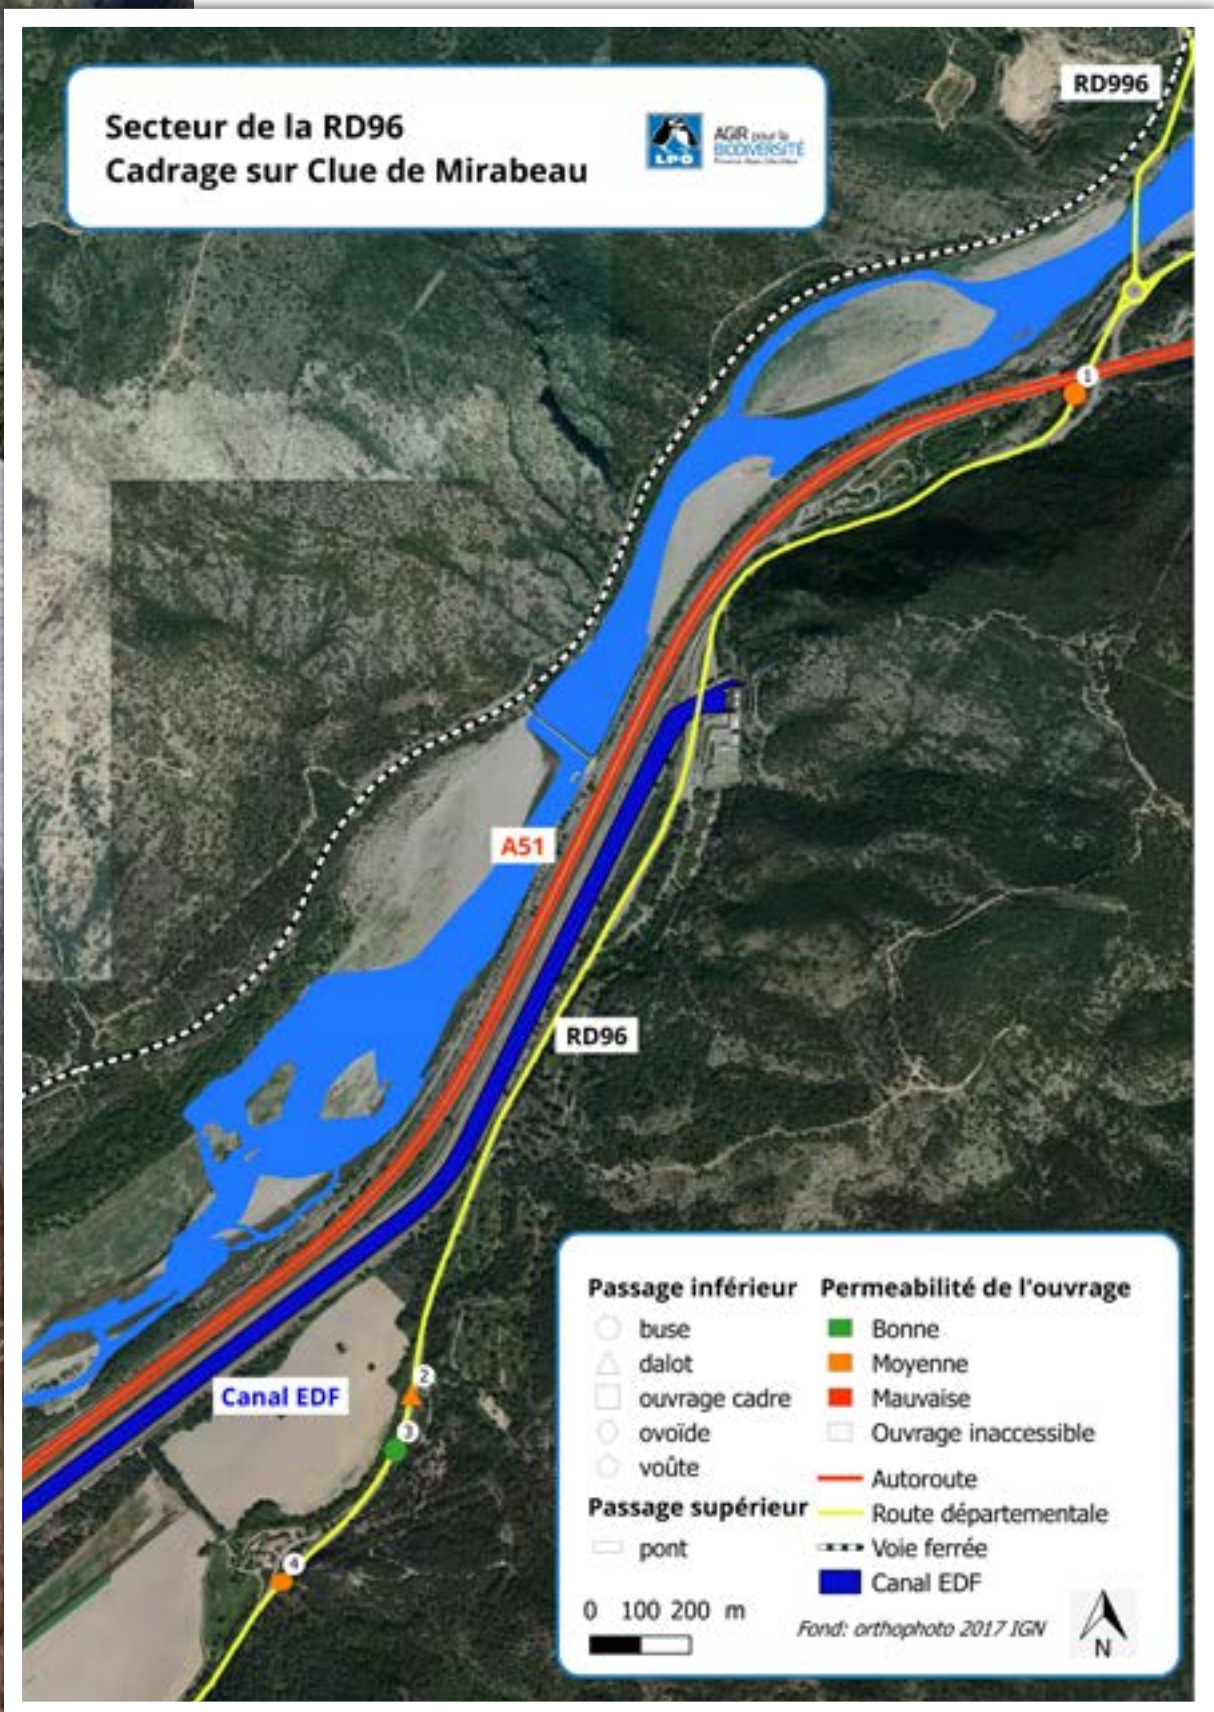 Secteur de la RD96
Cadrage sur Clue de Mirabeau
LPO
AGIR pour la
BIODIVERSITÉ
RD996
1
A51
RD96
Canal EDF
2
3
4
Passage inférieur
buse
dalot
ouvrage cadre
ovoïde
voûte
Passage supérieur
pont
0 100 200 m
Permeabilité de l'ouvrage
Bonne
Moyenne
Mauvaise
Ouvrage inaccessible
Autoroute
Route départementale
Voie ferrée
Canal EDF
Fond: orthophoto 2017 IGN
N